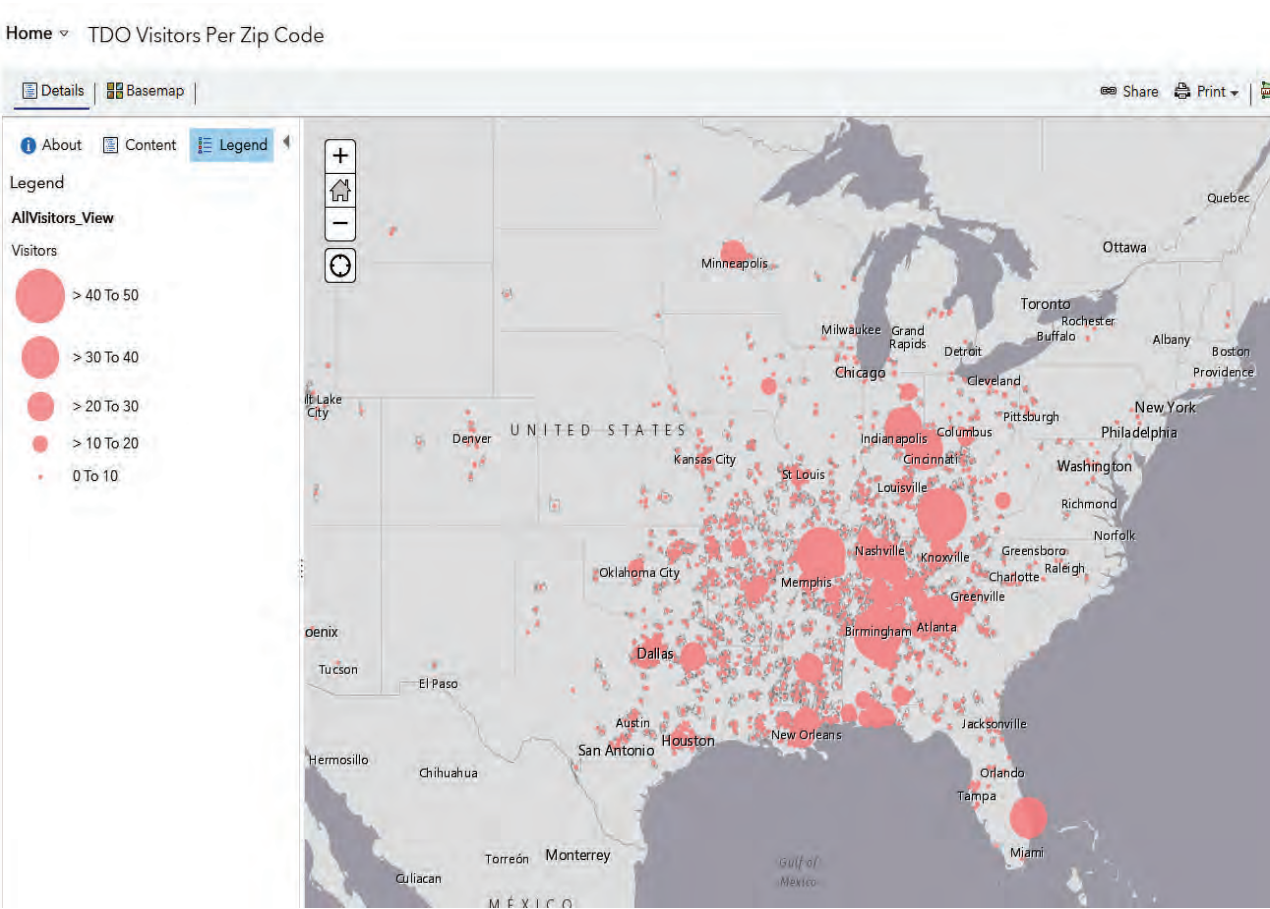 Home TDO Visitors Per Zip Code
Details Basemap
Share Print
About Content Legend
Legend
AllVisitors_View
Visitors
> 40 To 50
> 30 To 40
> 20 To 30
> 10 To 20
0 To 10
Quebec
Ottawa
Minneapolis
Toronto
Rochester
Buffalo
Milwaukee
Grand
Rapids
Detroit
Albany
Boston
Providence
Chicago
Cleveland
lt Lake
City
New York
Pittsburgh
Philadelphia
Denver
UNITED STATES
Indianapolis
Columbus
Kansas City
Cincinnati
Washington
St Louis
Louisville
Richmond
Norfolk
Nashville
Knoxville
Greensboro
Raleigh
Oklahoma City
Memphis
Charlotte
Greenville
oenix
Birmingham
Atlanta
Dallas
Tucson
El Paso
Austin
Jacksonville
San Antonio
Houston
New Orleans
Hermosillo
Chihuahua
Orlando
Tampa
Miami
Torreón
Monterrey
Gulf of
Mexico
Culiacan
MÉXICO